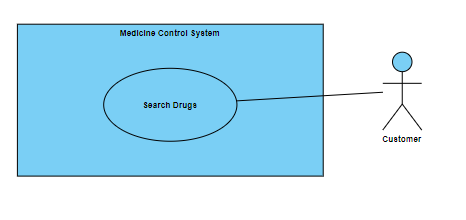 Medicine Control System
Search Drugs
Customer